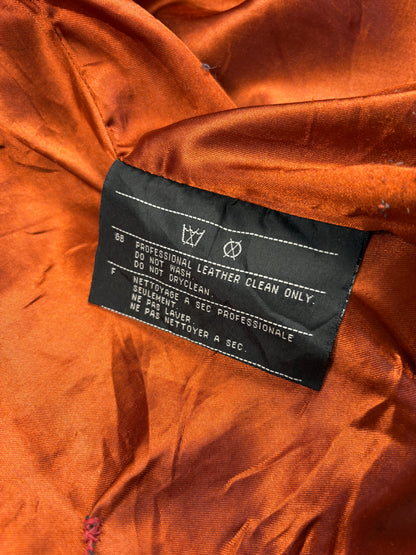 GB PROFESSIONAL LEATHER CLEAN ONLY.
DO NOT WASH.
DO NOT DRYCLEAN.
F NETTOYAGE A SEC PROFESSIONALE
SEULEMENT.
NE PAS LAVER.
NE PAS NETTOYER A SEC.